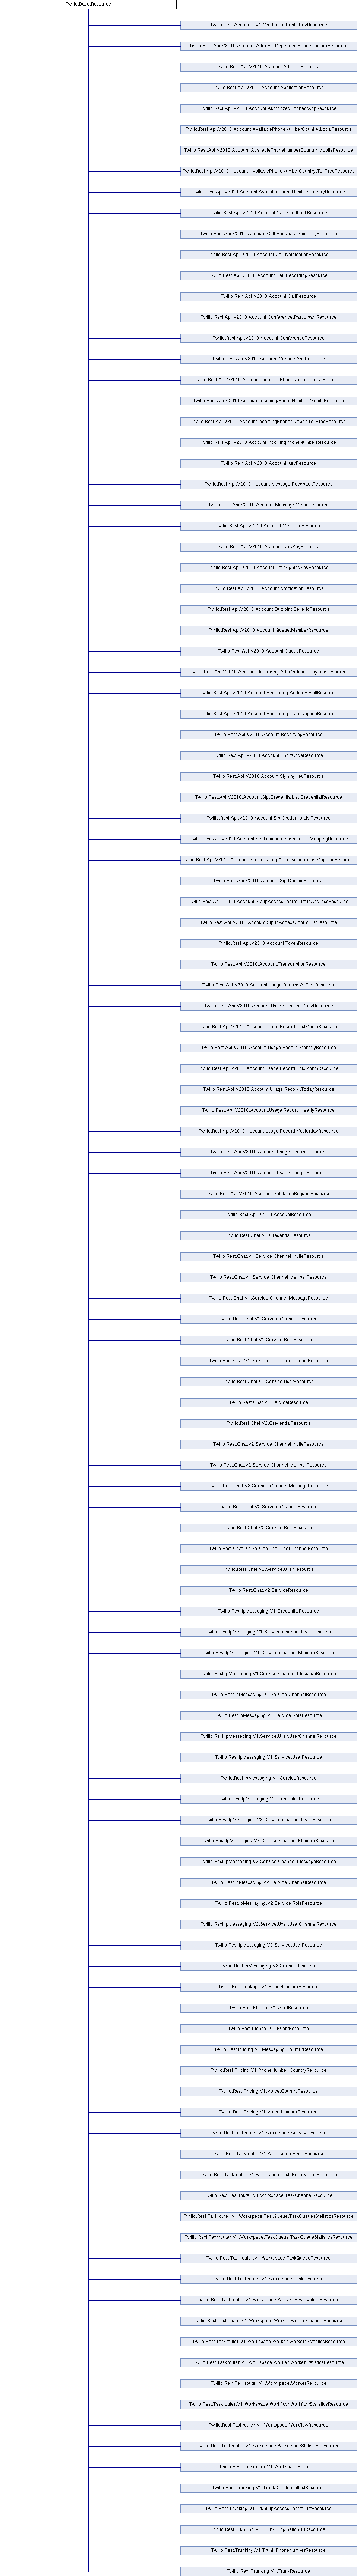 Twilio.Base.Resource
Twilio.Rest.Accounts.V1.Credential.PublicKeyResource
Twilio.Rest.Api.V2010.Account.Address.DependentPhoneNumberResource
Twilio.Rest.Api.V2010.Account.AddressResource
Twilio.Rest.Api.V2010.Account.ApplicationResource
Twilio.Rest.Api.V2010.Account.AuthorizedConnectAppResource
Twilio.Rest.Api.V2010.Account.AvailablePhoneNumberCountry.LocalResource
Twilio.Rest.Api.V2010.Account.AvailablePhoneNumberCountry.MobileResource
Twilio.Rest.Api.V2010.Account.AvailablePhoneNumberCountry.TollFreeResource
Twilio.Rest.Api.V2010.Account.AvailablePhoneNumberCountryResource
Twilio.Rest.Api.V2010.Account.Call.FeedbackResource
Twilio.Rest.Api.V2010.Account.Call.FeedbackSummaryResource
Twilio.Rest.Api.V2010.Account.Call.NotificationResource
Twilio.Rest.Api.V2010.Account.Call.RecordingResource
Twilio.Rest.Api.V2010.Account.CallResource
Twilio.Rest.Api.V2010.Account.Conference.ParticipantResource
Twilio.Rest.Api.V2010.Account.ConferenceResource
Twilio.Rest.Api.V2010.Account.ConnectAppResource
Twilio.Rest.Api.V2010.Account.IncomingPhoneNumber.LocalResource
Twilio.Rest.Api.V2010.Account.IncomingPhoneNumber.MobileResource
Twilio.Rest.Api.V2010.Account.IncomingPhoneNumber.TollFreeResource
Twilio.Rest.Api.V2010.Account.IncomingPhoneNumberResource
Twilio.Rest.Api.V2010.Account.KeyResource
Twilio.Rest.Api.V2010.Account.Message.FeedbackResource
Twilio.Rest.Api.V2010.Account.Message.MediaResource
Twilio.Rest.Api.V2010.Account.MessageResource
Twilio.Rest.Api.V2010.Account.NewKeyResource
Twilio.Rest.Api.V2010.Account.NewSigningKeyResource
Twilio.Rest.Api.V2010.Account.NotificationResource
Twilio.Rest.Api.V2010.Account.OutgoingCallerIdResource
Twilio.Rest.Api.V2010.Account.Queue.MemberResource
Twilio.Rest.Api.V2010.Account.QueueResource
Twilio.Rest.Api.V2010.Account.Recording.AddOnResult.PayloadResource
Twilio.Rest.Api.V2010.Account.Recording.AddOnResultResource
Twilio.Rest.Api.V2010.Account.Recording.TranscriptionResource
Twilio.Rest.Api.V2010.Account.RecordingResource
Twilio.Rest.Api.V2010.Account.ShortCodeResource
Twilio.Rest.Api.V2010.Account.SigningKeyResource
Twilio.Rest.Api.V2010.Account.Sip.CredentialList.CredentialResource
Twilio.Rest.Api.V2010.Account.Sip.CredentialListResource
Twilio.Rest.Api.V2010.Account.Sip.Domain.CredentialListMappingResource
Twilio.Rest.Api.V2010.Account.Sip.Domain.IpAccessControlListMappingResource
Twilio.Rest.Api.V2010.Account.Sip.DomainResource
Twilio.Rest.Api.V2010.Account.Sip.IpAccessControlList.IpAddressResource
Twilio.Rest.Api.V2010.Account.Sip.IpAccessControlListResource
Twilio.Rest.Api.V2010.Account.TokenResource
Twilio.Rest.Api.V2010.Account.TranscriptionResource
Twilio.Rest.Api.V2010.Account.Usage.Record.AllTimeResource
Twilio.Rest.Api.V2010.Account.Usage.Record.DailyResource
Twilio.Rest.Api.V2010.Account.Usage.Record.LastMonthResource
Twilio.Rest.Api.V2010.Account.Usage.Record.MonthlyResource
Twilio.Rest.Api.V2010.Account.Usage.Record.ThisMonthResource
Twilio.Rest.Api.V2010.Account.Usage.Record.TodayResource
Twilio.Rest.Api.V2010.Account.Usage.Record.YearlyResource
Twilio.Rest.Api.V2010.Account.Usage.Record.YesterdayResource
Twilio.Rest.Api.V2010.Account.Usage.RecordResource
Twilio.Rest.Api.V2010.Account.Usage.TriggerResource
Twilio.Rest.Api.V2010.Account.ValidationRequestResource
Twilio.Rest.Api.V2010.AccountResource
Twilio.Rest.Chat.V1.CredentialResource
Twilio.Rest.Chat.V1.Service.Channel.InviteResource
Twilio.Rest.Chat.V1.Service.Channel.MemberResource
Twilio.Rest.Chat.V1.Service.Channel.MessageResource
Twilio.Rest.Chat.V1.Service.ChannelResource
Twilio.Rest.Chat.V1.Service.RoleResource
Twilio.Rest.Chat.V1.Service.User.UserChannelResource
Twilio.Rest.Chat.V1.Service.UserResource
Twilio.Rest.Chat.V1.ServiceResource
Twilio.Rest.Chat.V2.CredentialResource
Twilio.Rest.Chat.V2.Service.Channel.InviteResource
Twilio.Rest.Chat.V2.Service.Channel.MemberResource
Twilio.Rest.Chat.V2.Service.Channel.MessageResource
Twilio.Rest.Chat.V2.Service.ChannelResource
Twilio.Rest.Chat.V2.Service.RoleResource
Twilio.Rest.Chat.V2.Service.User.UserChannelResource
Twilio.Rest.Chat.V2.Service.UserResource
Twilio.Rest.Chat.V2.ServiceResource
Twilio.Rest.IpMessaging.V1.CredentialResource
Twilio.Rest.IpMessaging.V1.Service.Channel.InviteResource
Twilio.Rest.IpMessaging.V1.Service.Channel.MemberResource
Twilio.Rest.IpMessaging.V1.Service.Channel.MessageResource
Twilio.Rest.IpMessaging.V1.Service.ChannelResource
Twilio.Rest.IpMessaging.V1.Service.RoleResource
Twilio.Rest.IpMessaging.V1.Service.User.UserChannelResource
Twilio.Rest.IpMessaging.V1.Service.UserResource
Twilio.Rest.IpMessaging.V1.ServiceResource
Twilio.Rest.IpMessaging.V2.CredentialResource
Twilio.Rest.IpMessaging.V2.Service.Channel.InviteResource
Twilio.Rest.IpMessaging.V2.Service.Channel.MemberResource
Twilio.Rest.IpMessaging.V2.Service.Channel.MessageResource
Twilio.Rest.IpMessaging.V2.Service.ChannelResource
Twilio.Rest.IpMessaging.V2.Service.RoleResource
Twilio.Rest.IpMessaging.V2.Service.User.UserChannelResource
Twilio.Rest.IpMessaging.V2.Service.UserResource
Twilio.Rest.IpMessaging.V2.ServiceResource
Twilio.Rest.Lookups.V1.PhoneNumberResource
Twilio.Rest.Monitor.V1.AlertResource
Twilio.Rest.Monitor.V1.EventResource
Twilio.Rest.Pricing.V1.Messaging.CountryResource
Twilio.Rest.Pricing.V1.PhoneNumber.CountryResource
Twilio.Rest.Pricing.V1.Voice.CountryResource
Twilio.Rest.Pricing.V1.Voice.NumberResource
Twilio.Rest.Taskrouter.V1.Workspace.ActivityResource
Twilio.Rest.Taskrouter.V1.Workspace.EventResource
Twilio.Rest.Taskrouter.V1.Workspace.Task.ReservationResource
Twilio.Rest.Taskrouter.V1.Workspace.TaskChannelResource
Twilio.Rest.Taskrouter.V1.Workspace.TaskQueue.TaskQueuesStatisticsResource
Twilio.Rest.Taskrouter.V1.Workspace.TaskQueue.TaskQueueStatisticsResource
Twilio.Rest.Taskrouter.V1.Workspace.TaskQueueResource
Twilio.Rest.Taskrouter.V1.Workspace.TaskResource
Twilio.Rest.Taskrouter.V1.Workspace.Worker.ReservationResource
Twilio.Rest.Taskrouter.V1.Workspace.Worker.WorkerChannelResource
Twilio.Rest.Taskrouter.V1.Workspace.Worker.WorkersStatisticsResource
Twilio.Rest.Taskrouter.V1.Workspace.Worker.WorkerStatisticsResource
Twilio.Rest.Taskrouter.V1.Workspace.WorkerResource
Twilio.Rest.Taskrouter.V1.Workspace.Workflow.WorkflowStatisticsResource
Twilio.Rest.Taskrouter.V1.Workspace.WorkflowResource
Twilio.Rest.Taskrouter.V1.Workspace.WorkspaceStatisticsResource
Twilio.Rest.Taskrouter.V1.WorkspaceResource
Twilio.Rest.Trunking.V1.Trunk.CredentialListResource
Twilio.Rest.Trunking.V1.Trunk.IpAccessControlListResource
Twilio.Rest.Trunking.V1.Trunk.OriginationUrlResource
Twilio.Rest.Trunking.V1.Trunk.PhoneNumberResource
Twilio.Rest.Trunking.V1.TrunkResource